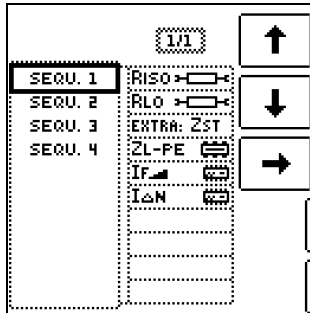 1/1
SEQU. 1
SEQU. 2
SEQU. 3
SEQU. 4
RISO
RLO
EXTRA: ZST
ZL-PE
IF
IΔN